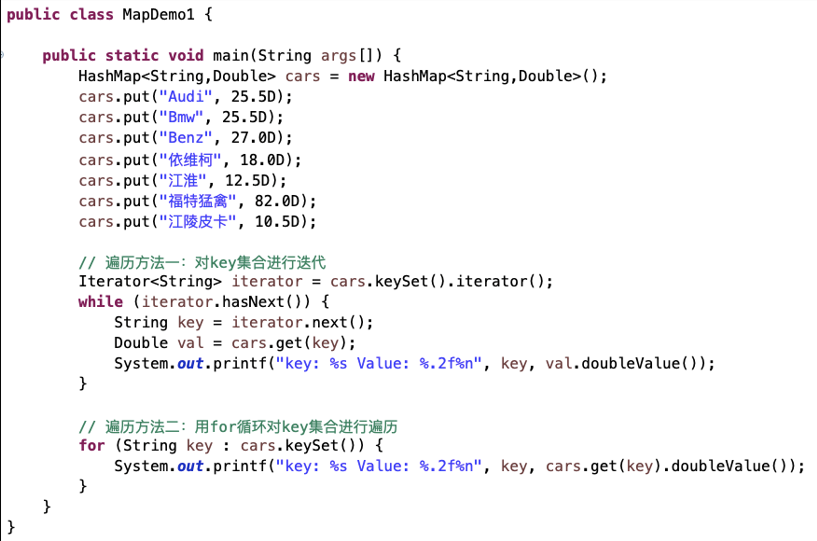 public class MapDemo1 {
public static void main(String args[]) {
HashMap<String,Double> cars = new HashMap<String,Double>();
cars.put("Audi", 25.5D);
cars.put("Bmw", 25.5D);
cars.put("Benz", 27.0D);
cars.put("依维柯", 18.0D);
cars.put("江淮", 12.5D);
cars.put("福特猛禽", 82.0D);
cars.put("江陵皮卡", 10.5D);
// 遍历方法一：对key集合进行迭代
Iterator<String> iterator = cars.keySet().iterator();
while (iterator.hasNext()) {
String key = iterator.next();
Double val = cars.get(key);
System.out.printf("key: %s Value: %.2f%n", key, val.doubleValue());
}
// 遍历方法二：用for循环对key集合进行遍历
for (String key : cars.keySet()) {
System.out.printf("key: %s Value: %.2f%n", key, cars.get(key).doubleValue());
}
}
}